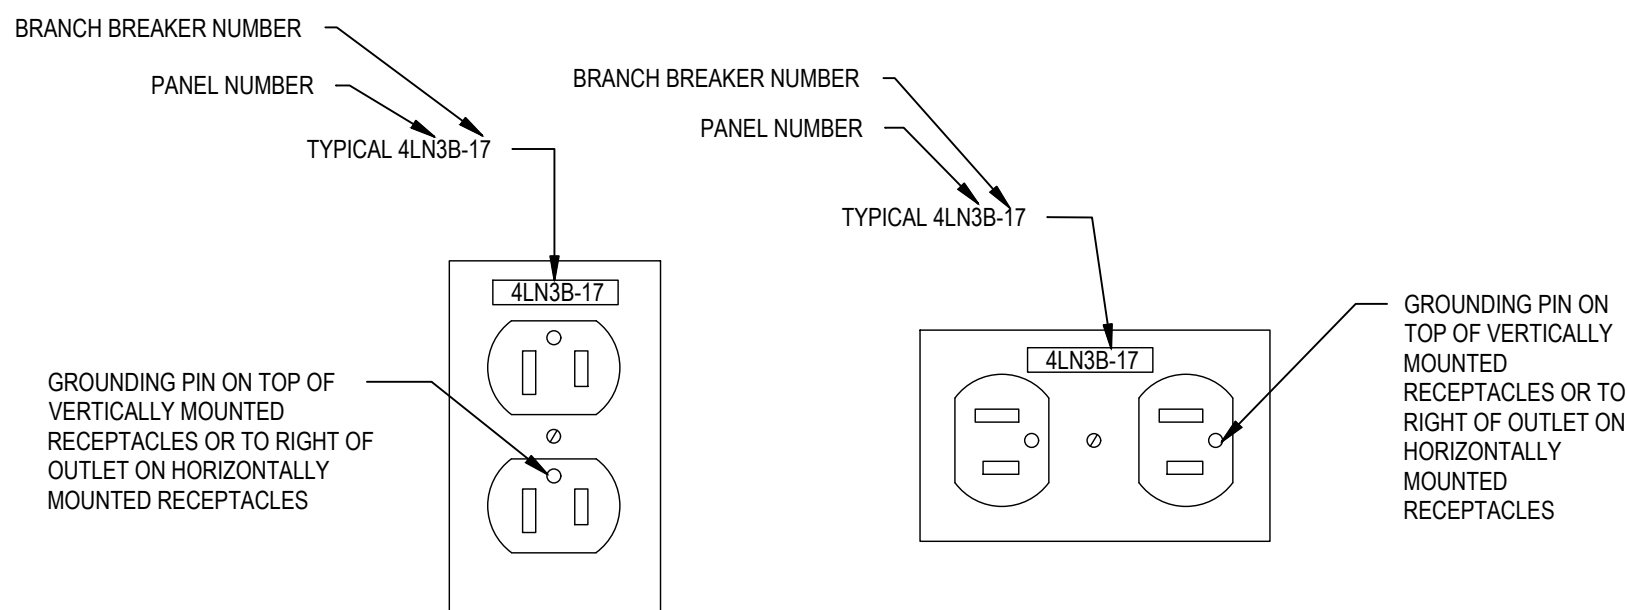 BRANCH BREAKER NUMBER
PANEL NUMBER
TYPICAL 4LN3B-17
4LN3B-17
GROUNDING PIN ON TOP OF
VERTICALLY MOUNTED
RECEPTACLES OR TO RIGHT OF
OUTLET ON HORIZONTALLY
MOUNTED RECEPTACLES
BRANCH BREAKER NUMBER
PANEL NUMBER
TYPICAL 4LN3B-17
4LN3B-17
GROUNDING PIN ON
TOP OF VERTICALLY
MOUNTED
RECEPTACLES OR TO
RIGHT OF OUTLET ON
HORIZONTALLY
MOUNTED
RECEPTACLES